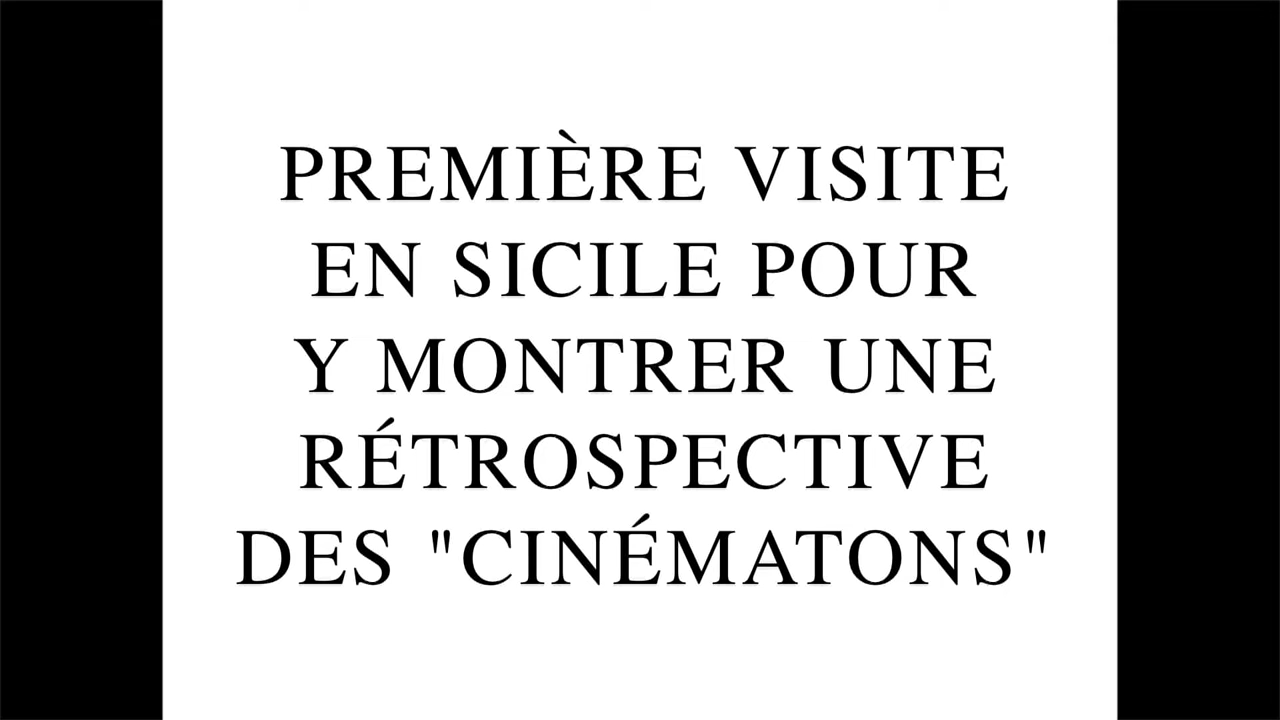 PREMIÈRE VISITE
EN SICILE POUR
Y MONTRER UNE
RÉTROSPECTIVE
DES "CINÉMATONS"